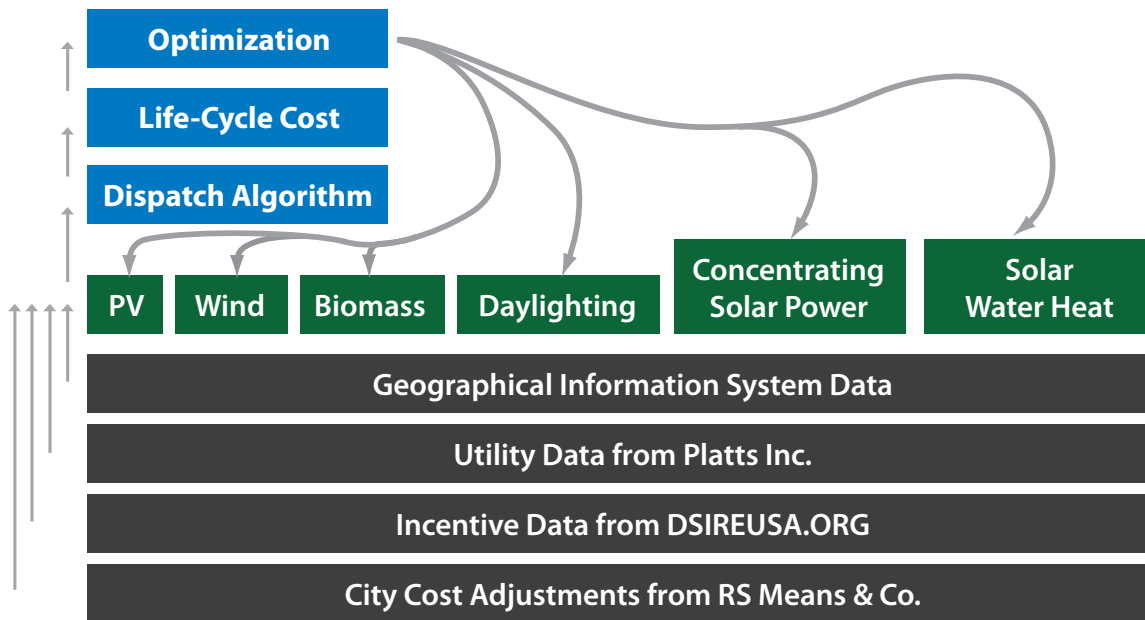 Optimization
Life-Cycle Cost
Dispatch Algorithm
PV
Wind
Biomass
Daylighting
Concentrating
Solar Power
Solar
Water Heat
Geographical Information System Data
Utility Data from Platts Inc.
Incentive Data from DSIREUSA.ORG
City Cost Adjustments from RS Means & Co.